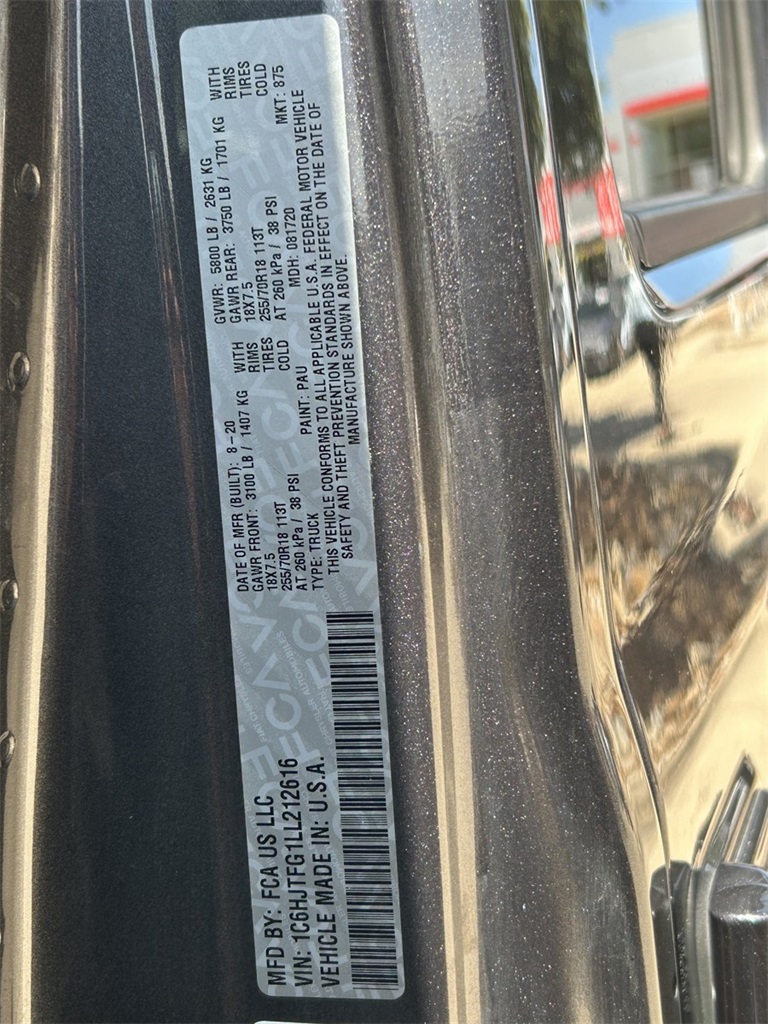 MFD BY: FCA US LLC
VIN: 1C6HJTFG1LL212616
VEHICLE MADE IN: U.S.A.
DATE OF MFR (BUILT): 8-20 GVWR: 5800 LB / 2631 KG
GAWR FRONT: 3100 LB / 1407 KG WITH GAWR REAR: 3750 LB / 1701 KG WITH
18X7.5 RIMS 18X7.5 RIMS
255/70R18 113T TIRES 255/70R18 113T TIRES
AT 260 kPa / 38 PSI COLD AT 260 kPa / 38 PSI COLD
TYPE: TRUCK PAINT: PAU MDH: 081720 MKT: 875
THIS VEHICLE CONFORMS TO ALL APPLICABLE U.S.A. FEDERAL MOTOR VEHICLE
SAFETY AND THEFT PREVENTION STANDARDS IN EFFECT ON THE DATE OF
MANUFACTURE SHOWN ABOVE.